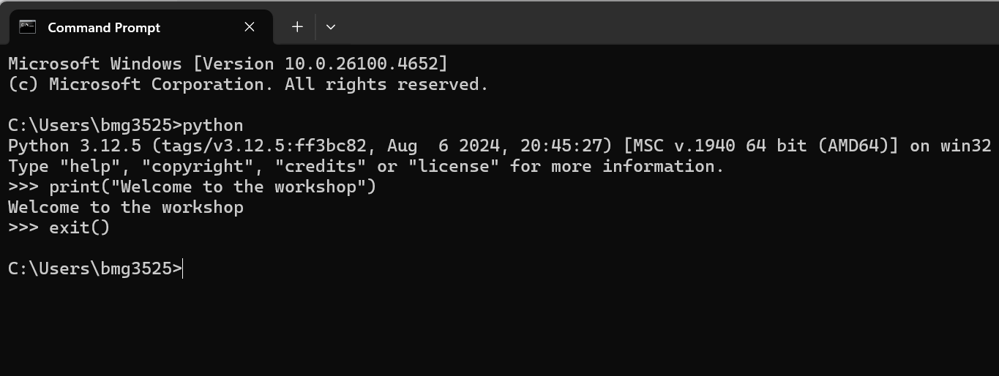 Command Prompt
Microsoft Windows [Version 10.0.26100.4652]
(c) Microsoft Corporation. All rights reserved.
C:\Users\bmg3525>python
Python 3.12.5 (tags/v3.12.5:ff3bc82, Aug  6 2024, 20:45:27) [MSC v.1940 64 bit (AMD64)] on win32
Type "help", "copyright", "credits" or "license" for more information.
>>> print("Welcome to the workshop")
Welcome to the workshop
>>> exit()
C:\Users\bmg3525>